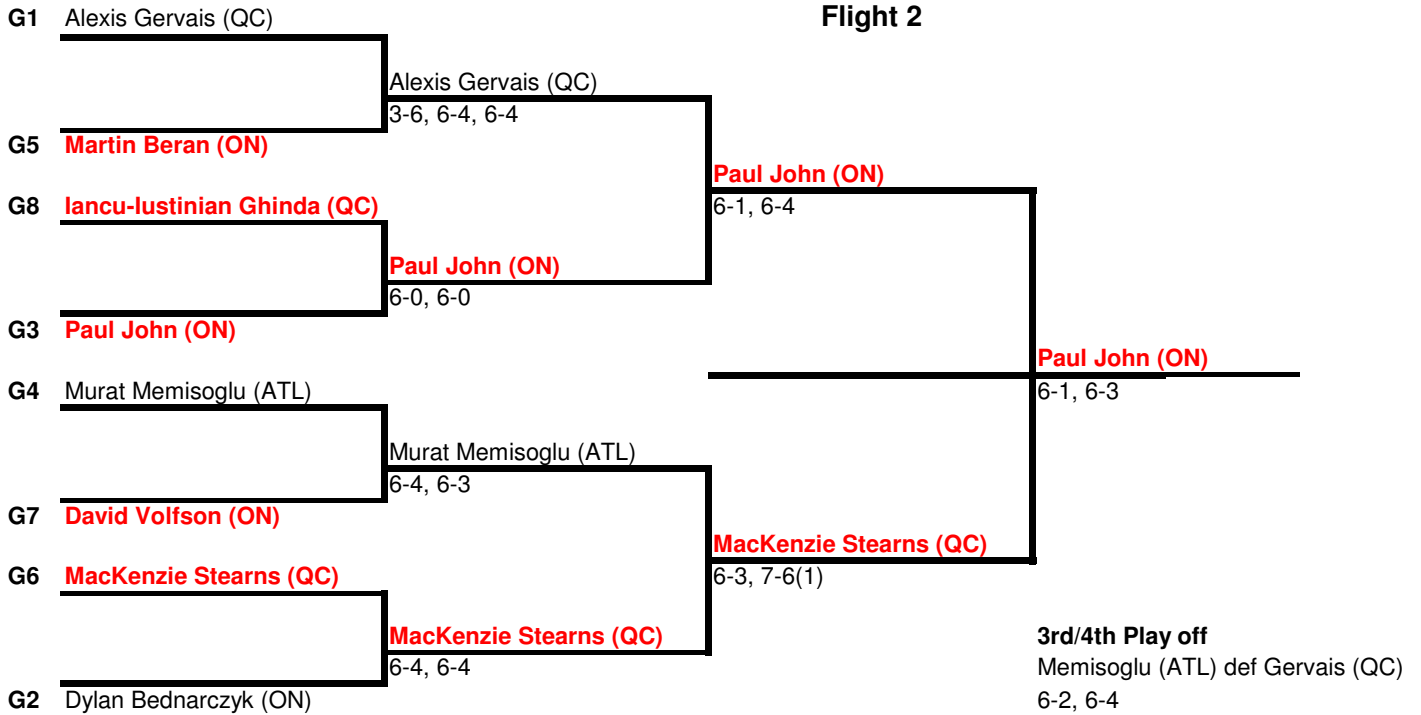 Flight 2
G1 Alexis Gervais (QC)
Alexis Gervais (QC)
3-6, 6-4, 6-4
G5 Martin Beran (ON)
Paul John (ON)
6-1, 6-4
G8 Iancu-Iustinian Ghinda (QC)
Paul John (ON)
6-0, 6-0
G3 Paul John (ON)
Paul John (ON)
6-1, 6-3
G4 Murat Memisoglu (ATL)
Murat Memisoglu (ATL)
6-4, 6-3
G7 David Volfson (ON)
MacKenzie Stearns (QC)
6-3, 7-6(1)
G6 MacKenzie Stearns (QC)
MacKenzie Stearns (QC)
6-4, 6-4
G2 Dylan Bednarczyk (ON)
3rd/4th Play off
Memisoglu (ATL) def Gervais (QC)
6-2, 6-4